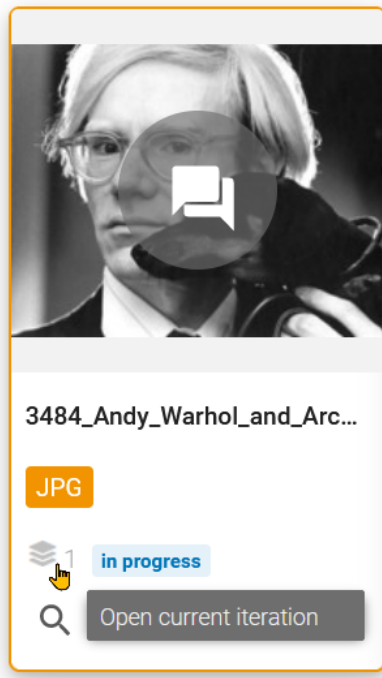 3484_Andy_Warhol_and_Arc...
JPG
1 in progress
Open current iteration